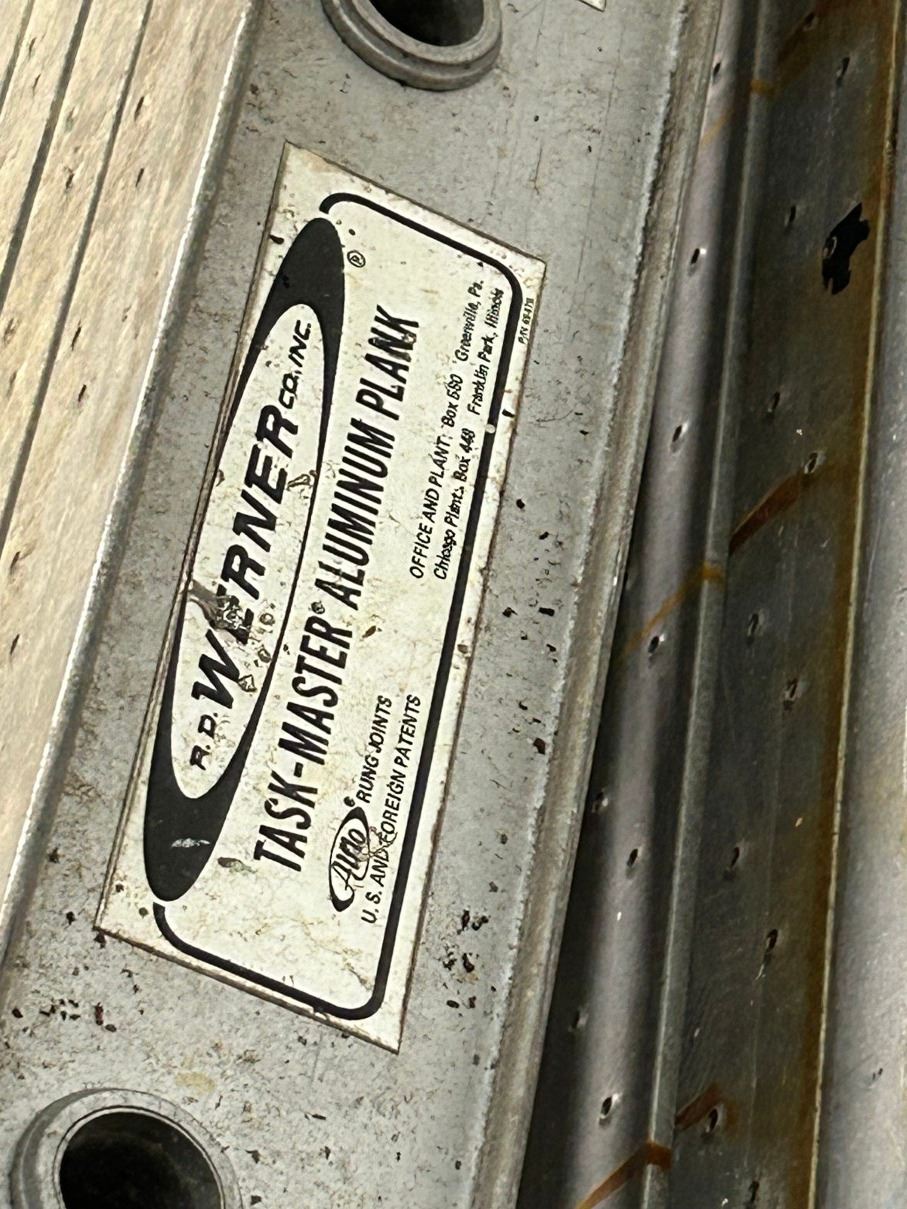 R. D. WERNER CO., INC.
®
TASK-MASTER® ALUMINUM PLANK
Alflo® RUNG JOINTS
U. S. AND FOREIGN PATENTS
OFFICE AND PLANT: Box 580 Greenville, Pa.
Chicago Plant: Box 448 Franklin Park, Illinois